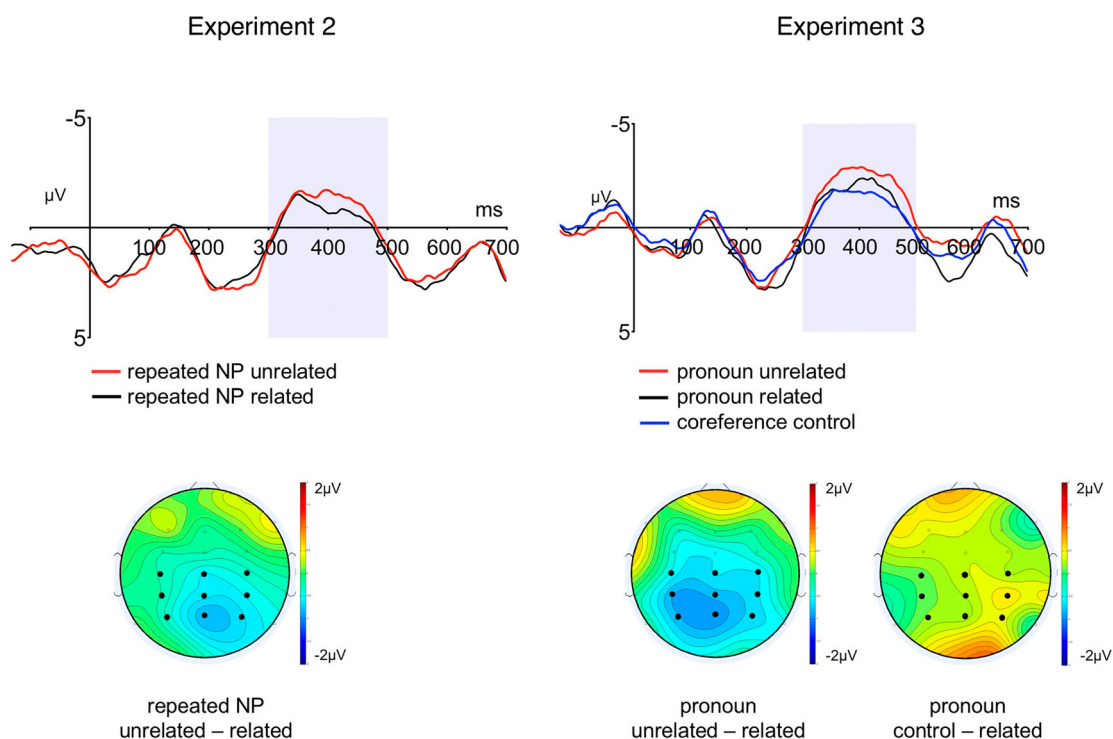 Experiment 2
-5
µV
ms
100 200 300 400 500 600 700
5
repeated NP unrelated
repeated NP related
2µV
-2µV
repeated NP
unrelated – related
Experiment 3
-5
µV
ms
100 200 300 400 500 600 700
5
pronoun unrelated
pronoun related
coreference control
2µV
-2µV
pronoun
unrelated – related
2µV
-2µV
pronoun
control – related